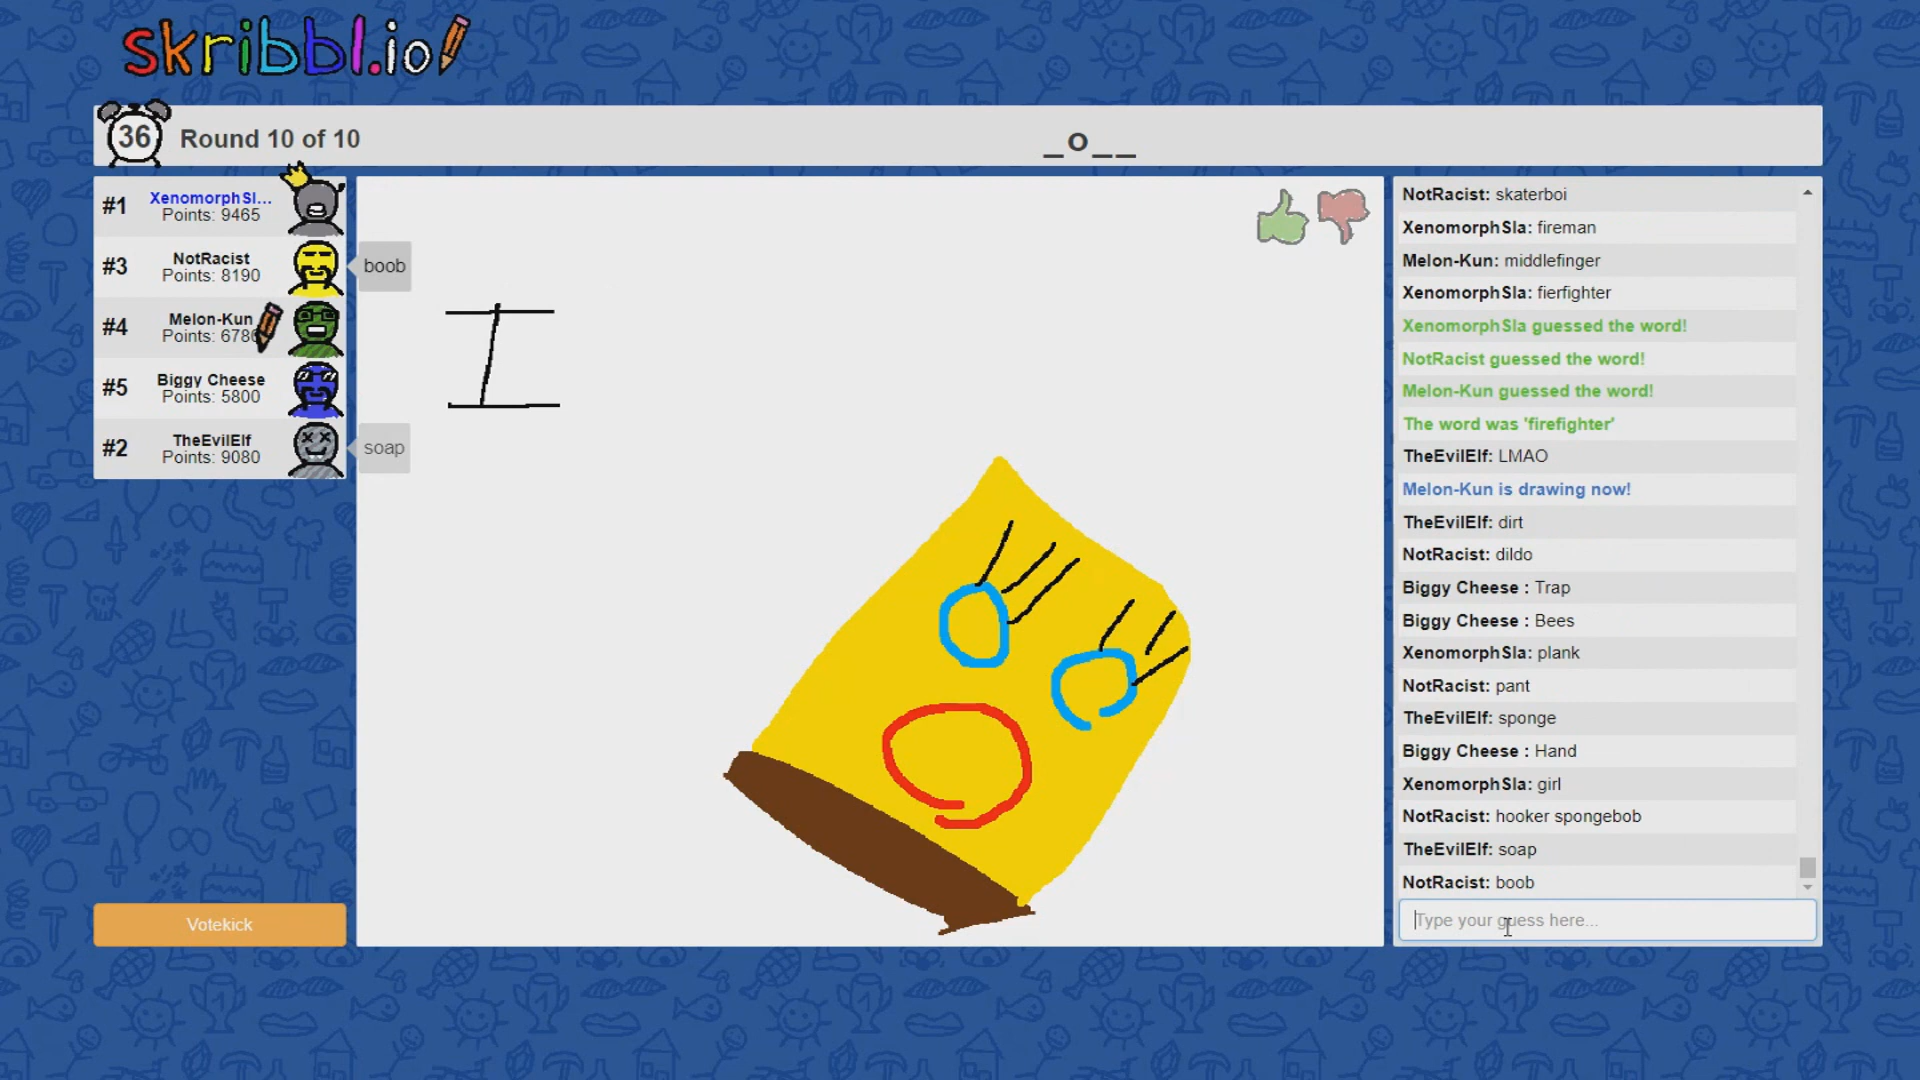 skribbl.io
36 Round 10 of 10 _o__
#1 XenomorphSl... Points: 9465
#3 NotRacist Points: 8190
boob
#4 Melon-Kun Points: 6780
#5 Biggy Cheese Points: 5800
#2 TheEvilElf Points: 9080
soap
I
Votekick
NotRacist: skaterboi
XenomorphSla: fireman
Melon-Kun: middlefinger
XenomorphSla: fierfighter
XenomorphSla guessed the word!
NotRacist guessed the word!
Melon-Kun guessed the word!
The word was 'firefighter'
TheEvilElf: LMAO
Melon-Kun is drawing now!
TheEvilElf: dirt
NotRacist: dildo
Biggy Cheese : Trap
Biggy Cheese : Bees
XenomorphSla: plank
NotRacist: pant
TheEvilElf: sponge
Biggy Cheese : Hand
XenomorphSla: girl
NotRacist: hooker spongebob
TheEvilElf: soap
NotRacist: boob
Type your guess here...